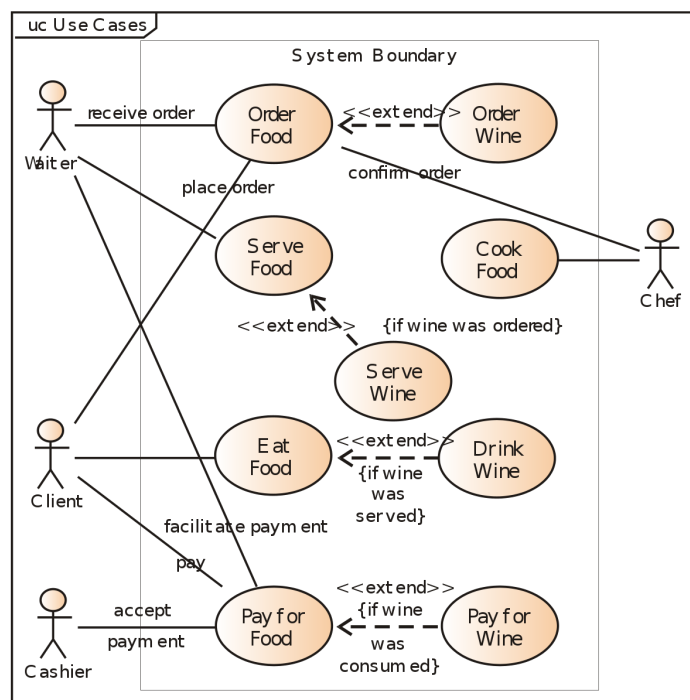 uc Use Cases
System Boundary
receive order
Order
Food
<<extend>>
Order
Wine
Waiter
place order
confirm order
Serve
Food
Cook
Food
Chef
<<extend>>
{if wine was ordered}
Serve
Wine
Client
Eat
Food
<<extend>>
{if wine
was
served}
Drink
Wine
facilitate payment
pay
accept
payment
Cashier
Pay for
Food
<<extend>>
{if wine
was
consumed}
Pay for
Wine